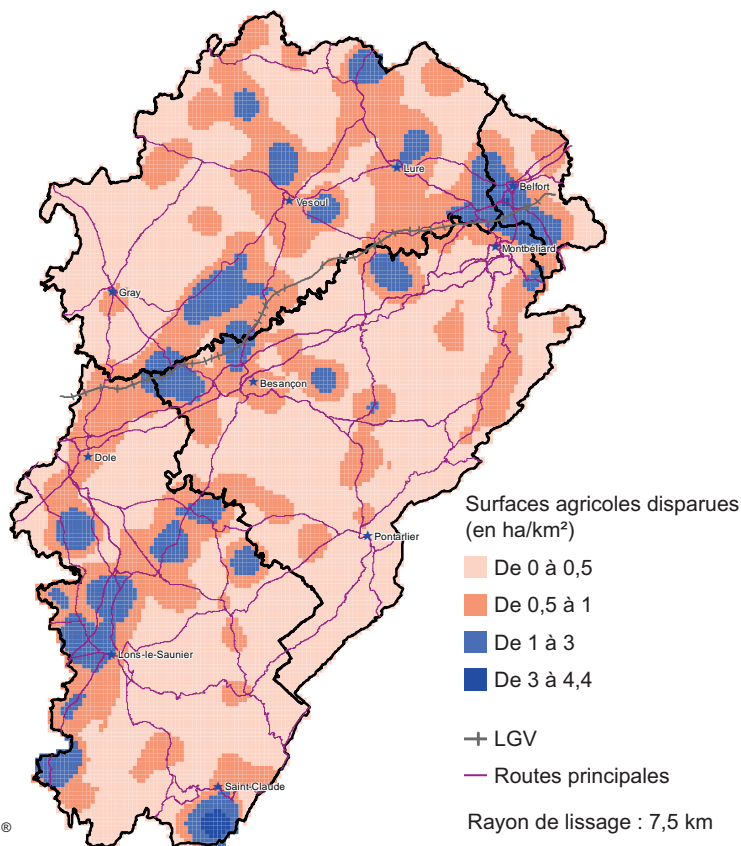 Lure
Belfort
Vesoul
Montbéliard
Gray
Besançon
Dole
Pontarlier
Lons-le-Saunier
Saint-Claude
Surfaces agricoles disparues
(en ha/km²)
De 0 à 0,5
De 0,5 à 1
De 1 à 3
De 3 à 4,4
LGV
Routes principales
Rayon de lissage : 7,5 km
®